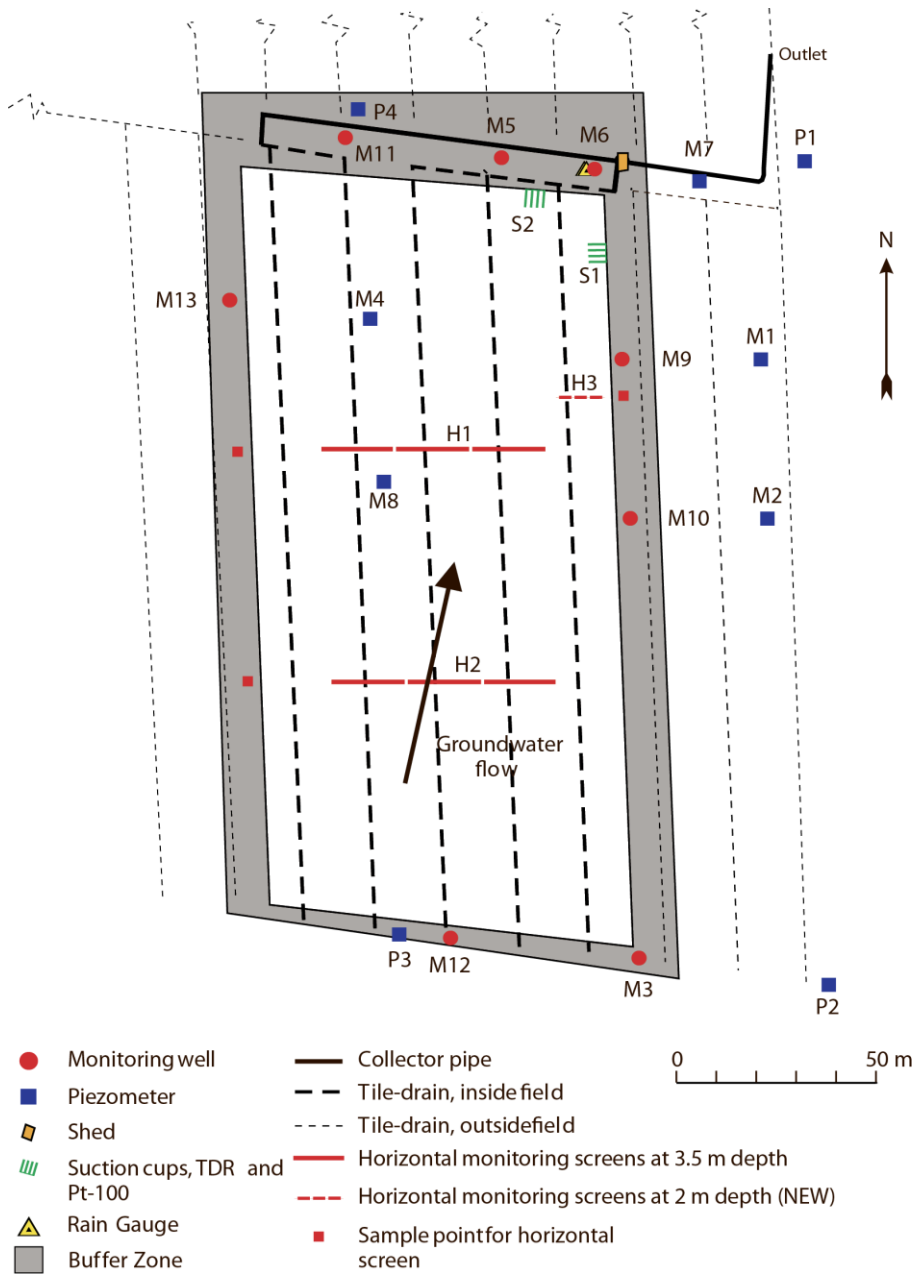 Outlet
P4
M5
M6
M7
P1
M11
S2
S1
N
M13
M4
M1
M9
H3
H1
M8
M2
M10
H2
Groundwater
flow
P3
M12
M3
P2
Monitoring well
Piezometer
Shed
Suction cups, TDR and
Pt-100
Rain Gauge
Buffer Zone
Collector pipe
Tile-drain, inside field
Tile-drain, outsidefield
Horizontal monitoring screens at 3.5 m depth
Horizontal monitoring screens at 2 m depth (NEW)
Sample point for horizontal
screen
0 50 m